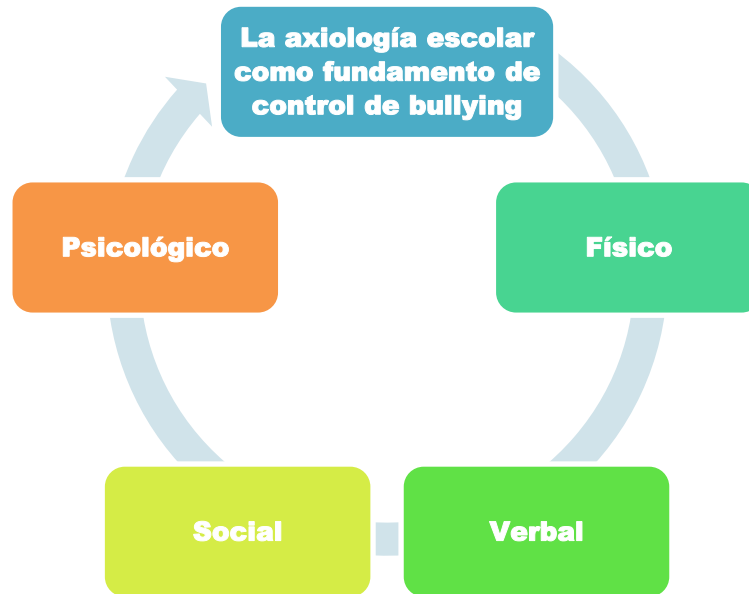 La axiología escolar
como fundamento de
control de bullying
Psicológico
Físico
Social
Verbal